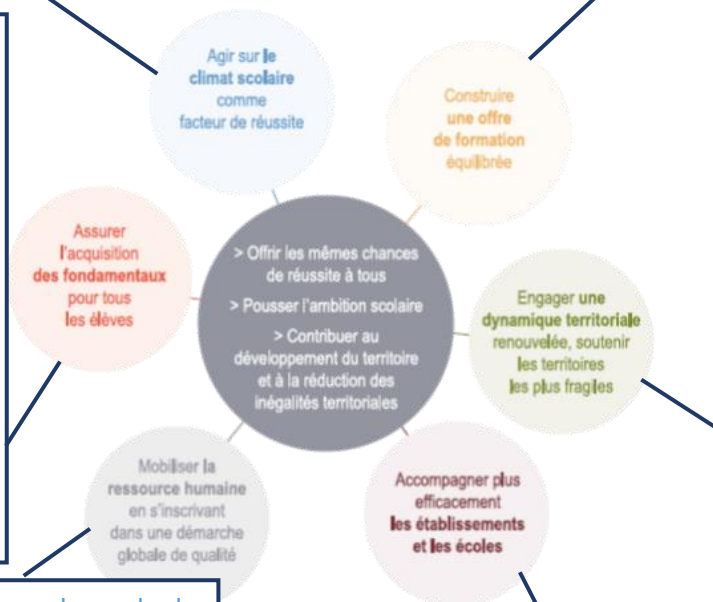 Agir sur le
climat scolaire
comme
facteur de réussite
Construire
une offre
de formation
équilibrée
Assurer
l'acquisition
des fondamentaux
pour tous
les élèves
> Offrir les mêmes chances
de réussite à tous
> Pousser l'ambition scolaire
> Contribuer au
développement du territoire
et à la réduction des
inégalités territoriales
Engager une
dynamique territoriale
renouvelée, soutenir
les territoires
les plus fragiles
Mobiliser la
ressource humaine
en s'inscrivant
dans une démarche
globale de qualité
Accompagner plus
efficacement
les établissements
et les écoles